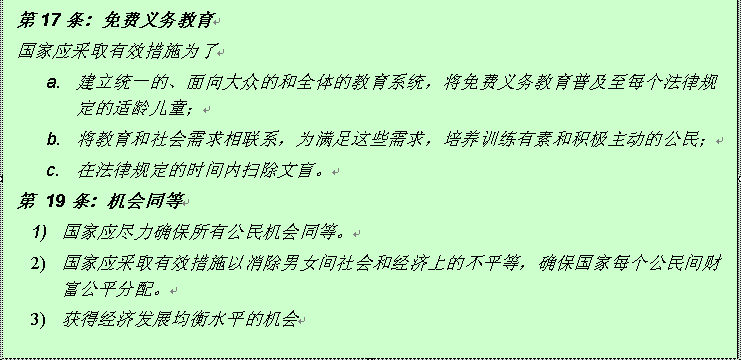 第17条：免费义务教育
国家应采取有效措施为了
a. 建立统一的、面向大众的和全体的教育系统，将免费义务教育普及至每个法律规
定的适龄儿童；
b. 将教育和社会需求相联系，为满足这些需求，培养训练有素和积极主动的公民；
c. 在法律规定的时间内扫除文盲。
第 19条：机会同等
1) 国家应尽力确保所有公民机会同等。
2) 国家应采取有效措施以消除男女间社会和经济上的不平等，确保国家每个公民间财
富公平分配。
3) 获得经济发展均衡水平的机会